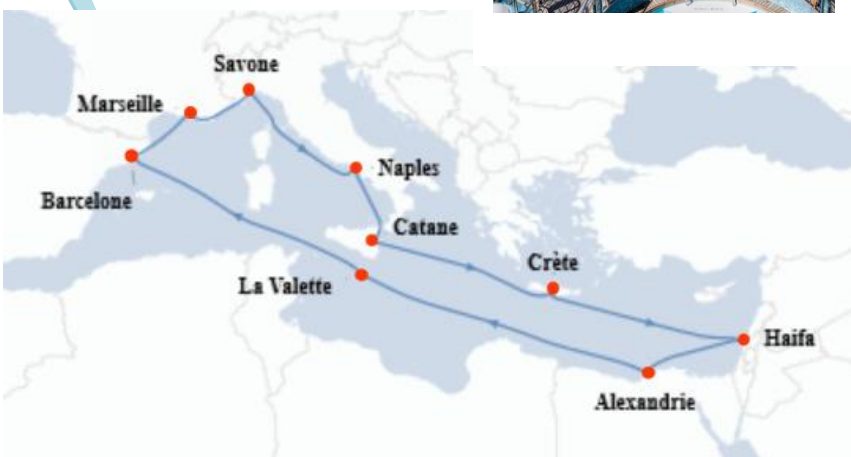 Savone
Marseille
Naples
Barcelone
Catane
Crète
La Valette
Haifa
Alexandrie